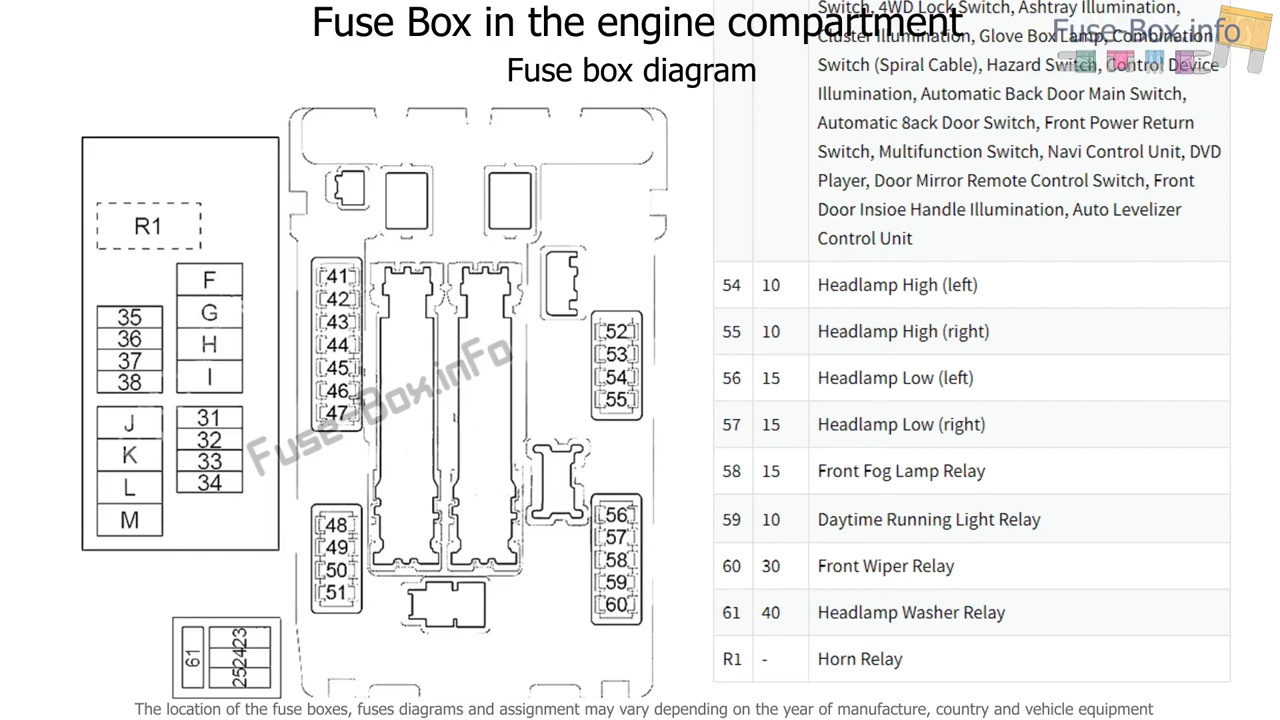 Fuse Box in the engine compartment
Fuse box diagram
Fuse-Box.info
R1
F
G
H
I
35
36
37
38
J
K
L
M
31
32
33
34
41
42
43
44
45
46
47
48
49
50
51
52
53
54
55
56
57
58
59
60
61
23
24
25
Fuse-Box.inFo
Switch, 4WD Lock Switch, Ashtray Illumination,
Cluster Illumination, Glove Box Lamp, Combination
Switch (Spiral Cable), Hazard Switch, Control Device
Illumination, Automatic Back Door Main Switch,
Automatic 8ack Door Switch, Front Power Return
Switch, Multifunction Switch, Navi Control Unit, DVD
Player, Door Mirror Remote Control Switch, Front
Door Insioe Handle Illumination, Auto Levelizer
Control Unit
54 10 Headlamp High (left)
55 10 Headlamp High (right)
56 15 Headlamp Low (left)
57 15 Headlamp Low (right)
58 15 Front Fog Lamp Relay
59 10 Daytime Running Light Relay
60 30 Front Wiper Relay
61 40 Headlamp Washer Relay
R1 - Horn Relay
The location of the fuse boxes, fuses diagrams and assignment may vary depending on the year of manufacture, country and vehicle equipment